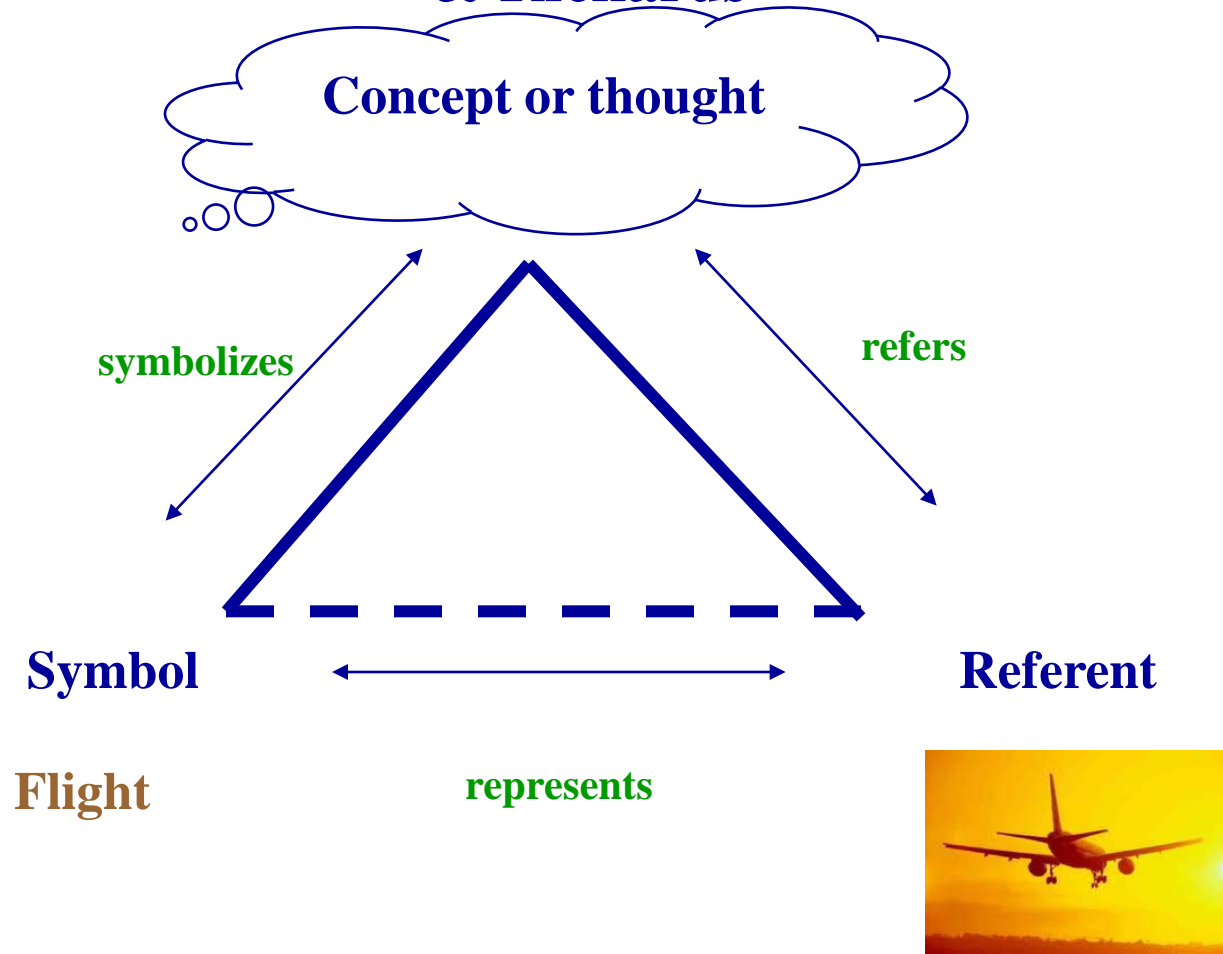 Concept or thought
symbolizes
refers
Symbol
Referent
Flight
represents